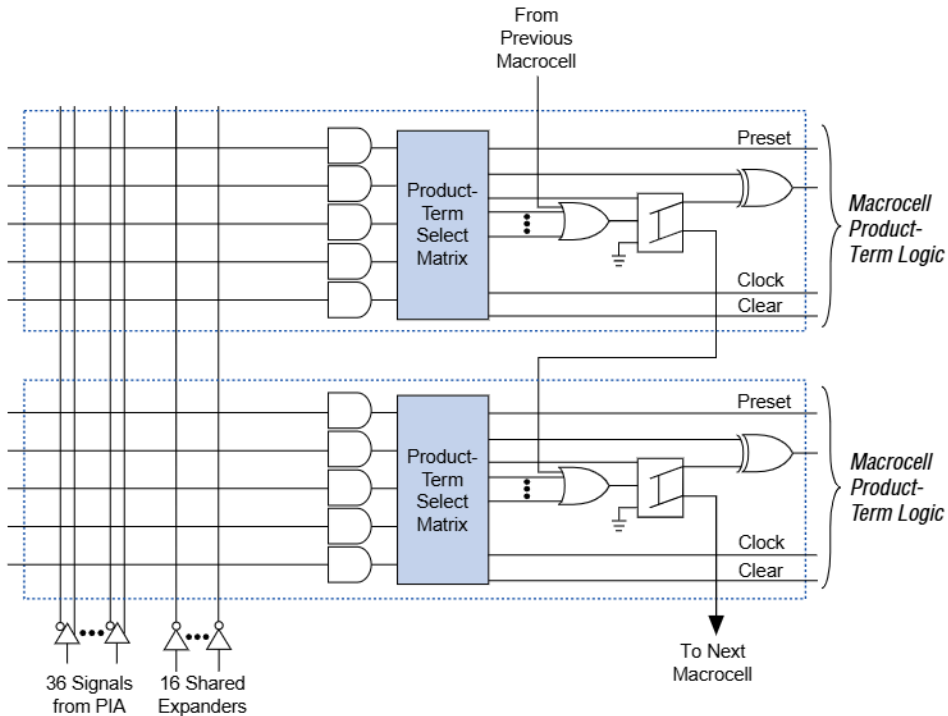 From
Previous
Macrocell
Preset
Product-
Term
Select
Matrix
Macrocell
Product-
Term Logic
Clock
Clear
Preset
Product-
Term
Select
Matrix
Macrocell
Product-
Term Logic
Clock
Clear
36 Signals
from PIA
16 Shared
Expanders
To Next
Macrocell